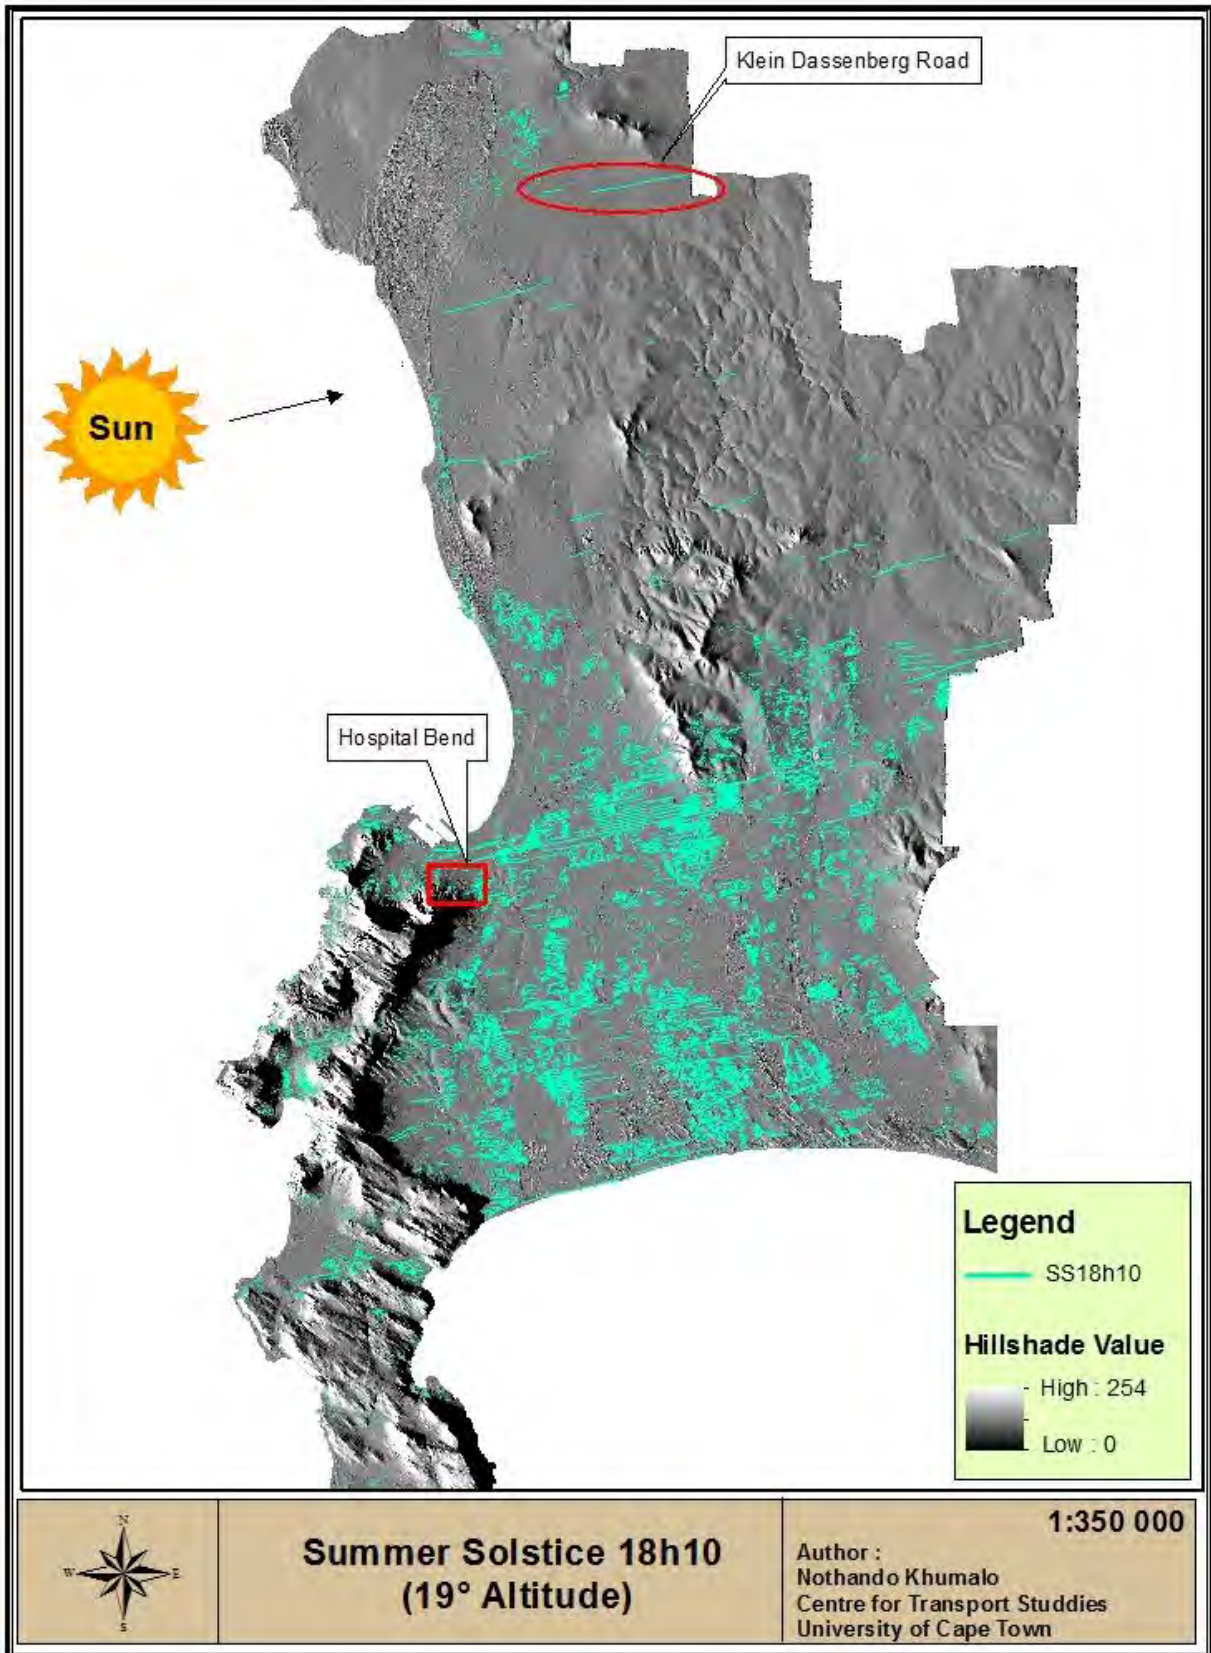 Klein Dassenberg Road
Sun
Hospital Bend
Legend
SS18h10
Hillshade Value
High : 254
Low : 0
N
W
E
S
Summer Solstice 18h10
(19° Altitude)
1:350 000
Author :
Nothando Khumalo
Centre for Transport Studdies
University of Cape Town